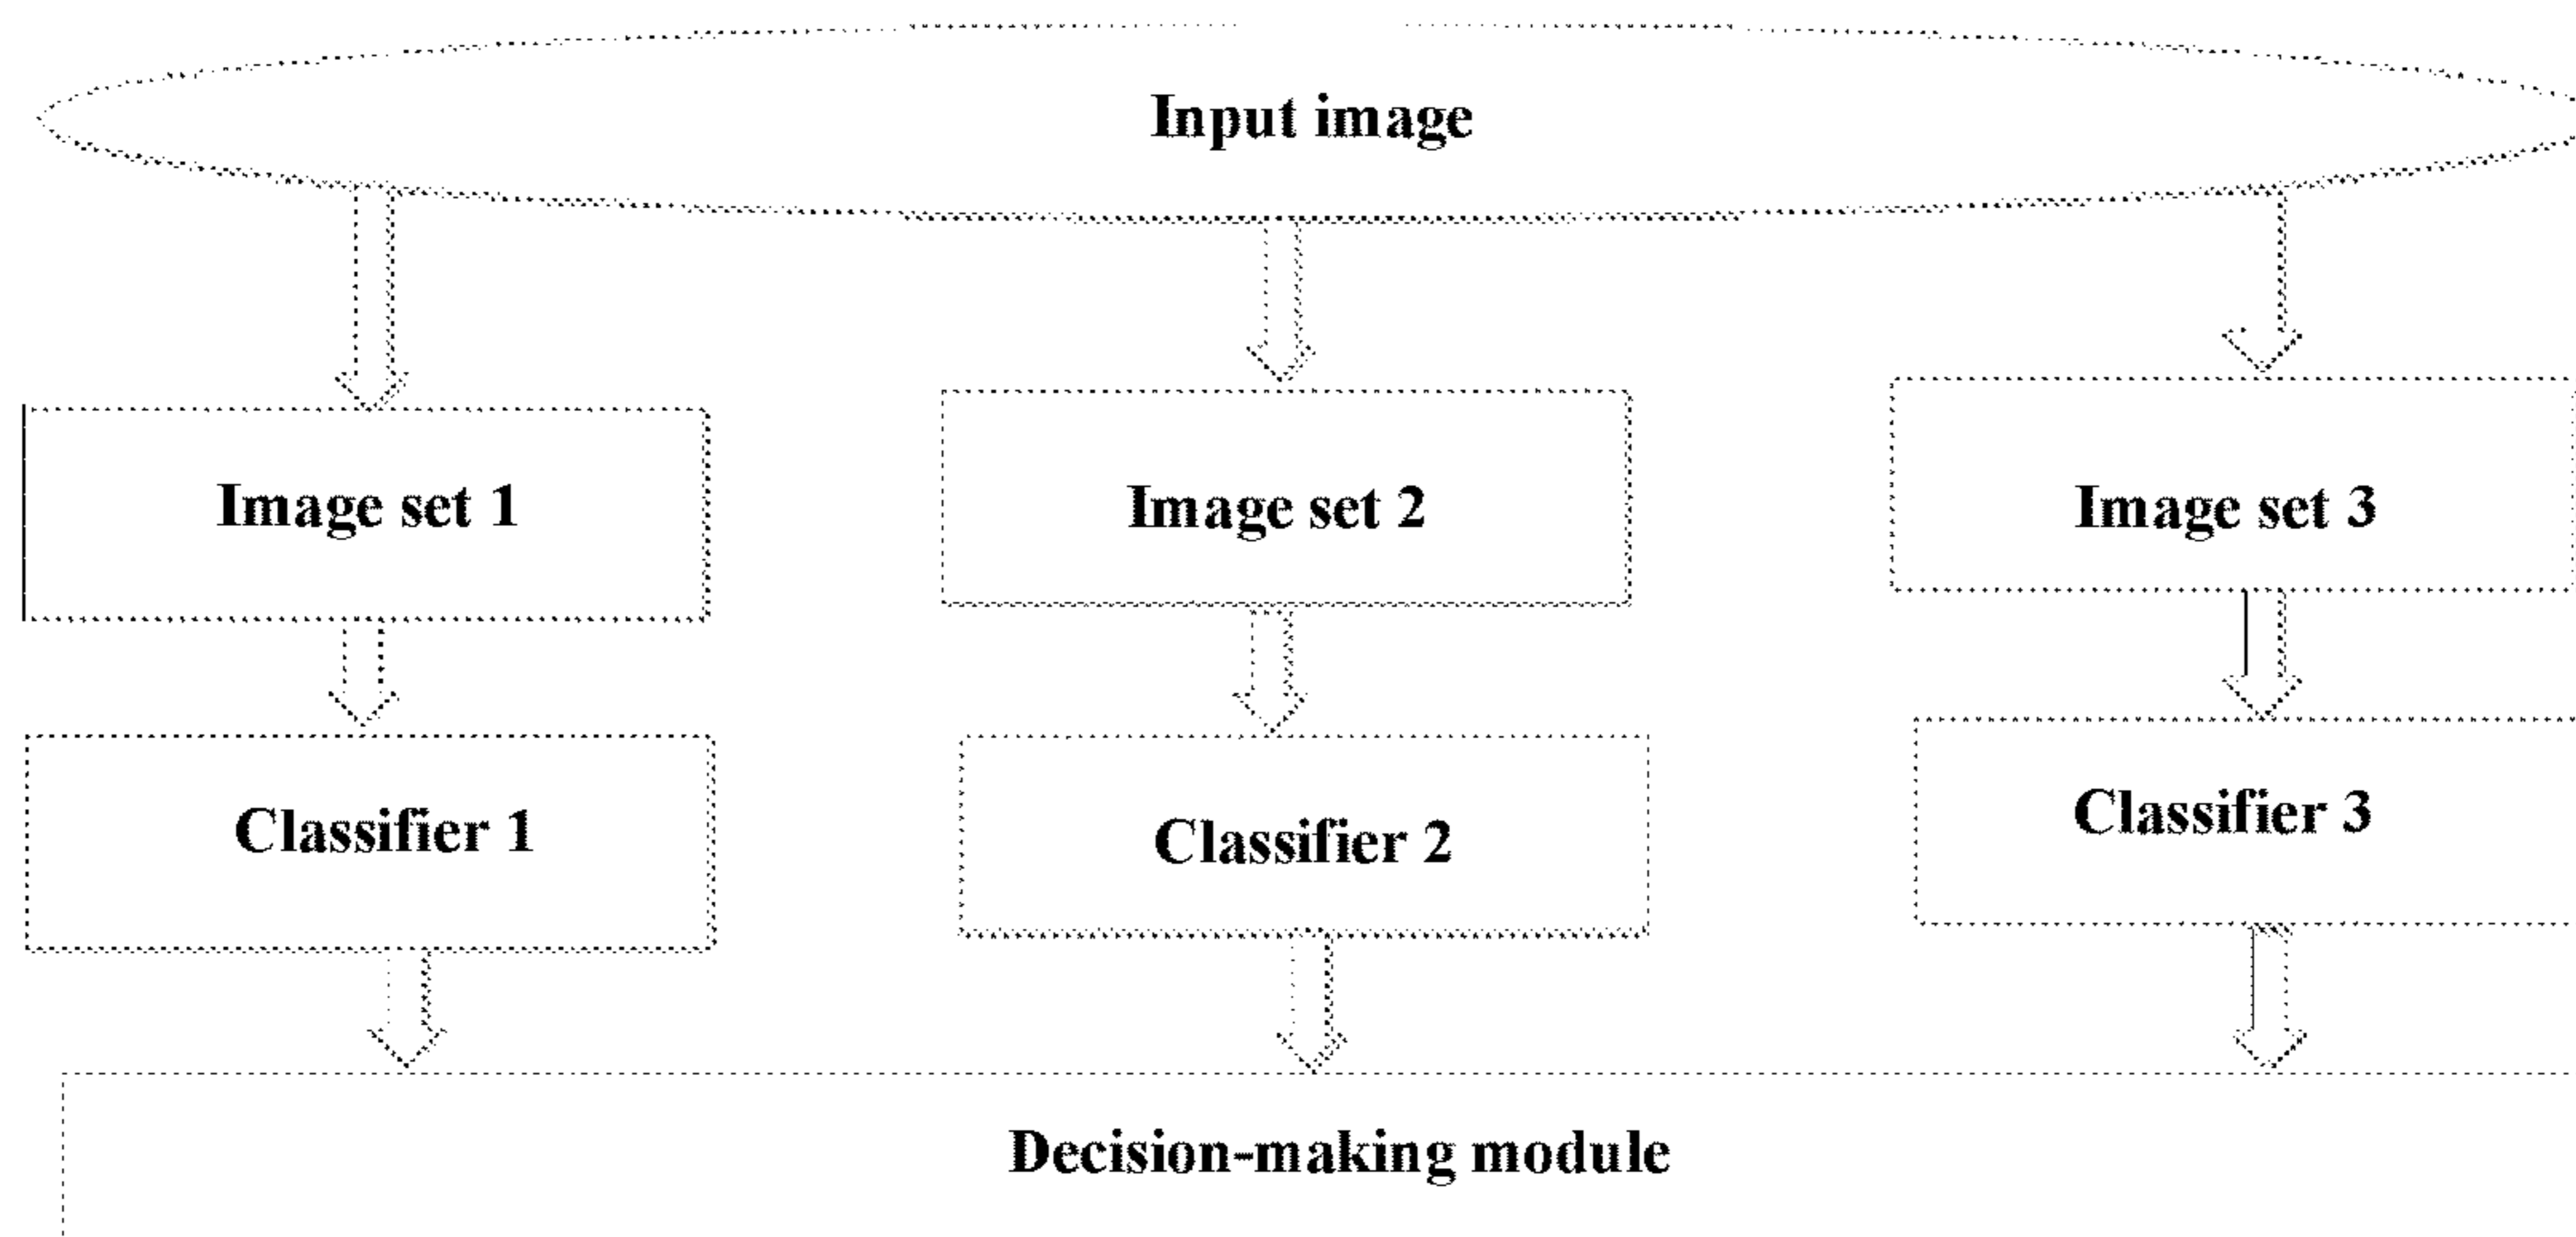 Input image
Image set 1
Image set 2
Image set 3
Classifier 1
Classifier 2
Classifier 3
Decision-making module